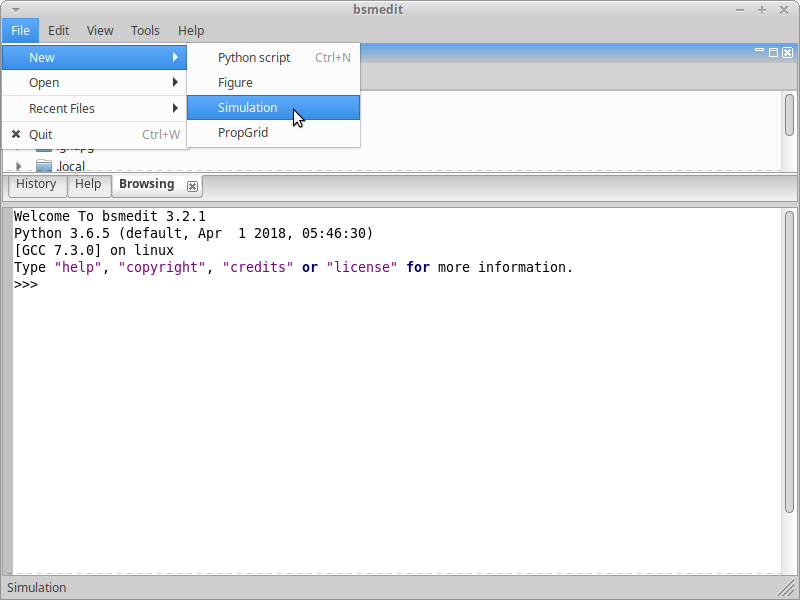 bsmedit
File Edit View Tools Help
New
Open
Recent Files
Quit Ctrl+W
Python script Ctrl+N
Figure
Simulation
PropGrid
.local
History Help Browsing
Welcome To bsmedit 3.2.1
Python 3.6.5 (default, Apr  1 2018, 05:46:30)
[GCC 7.3.0] on linux
Type "help", "copyright", "credits" or "license" for more information.
>>>
Simulation